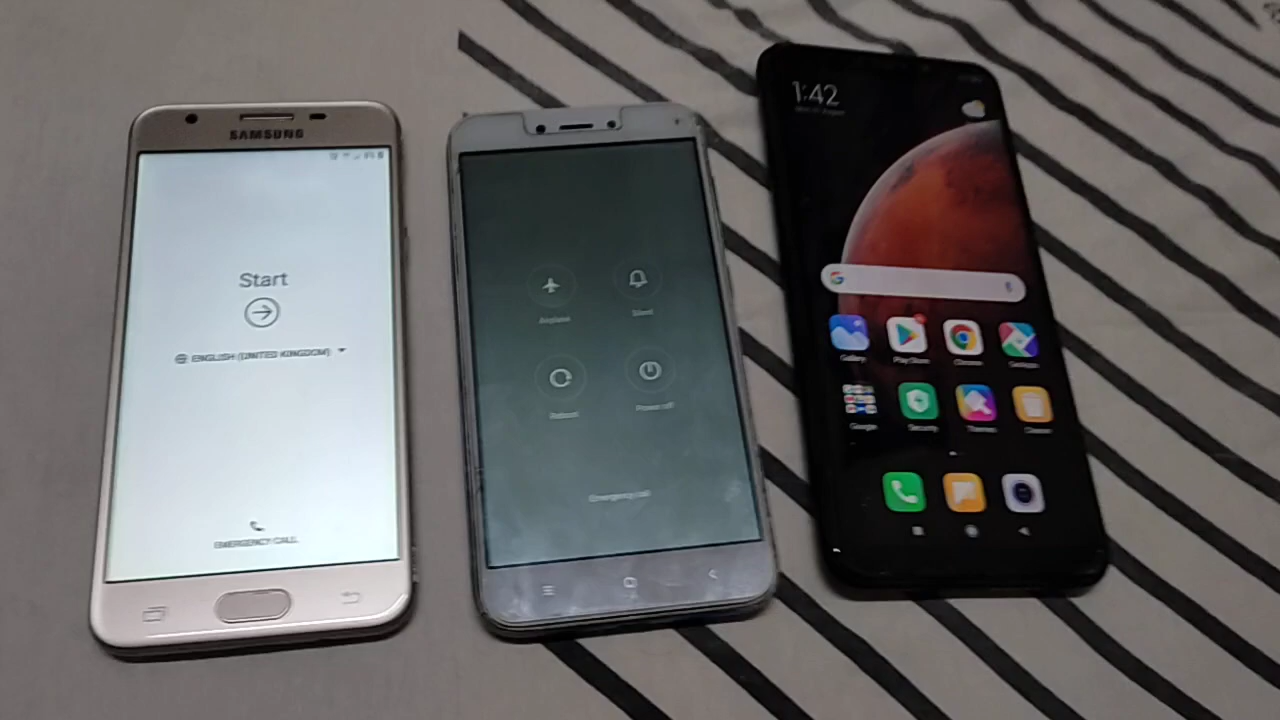 SAMSUNG
Start
ENGLISH (UNITED KINGDOM)
EMERGENCY CALL
Airplane
Silent
Reboot
Power off
Emergency call
1:42
Gallery
Play Store
Chrome
Google
Security
Themes
Cleaner